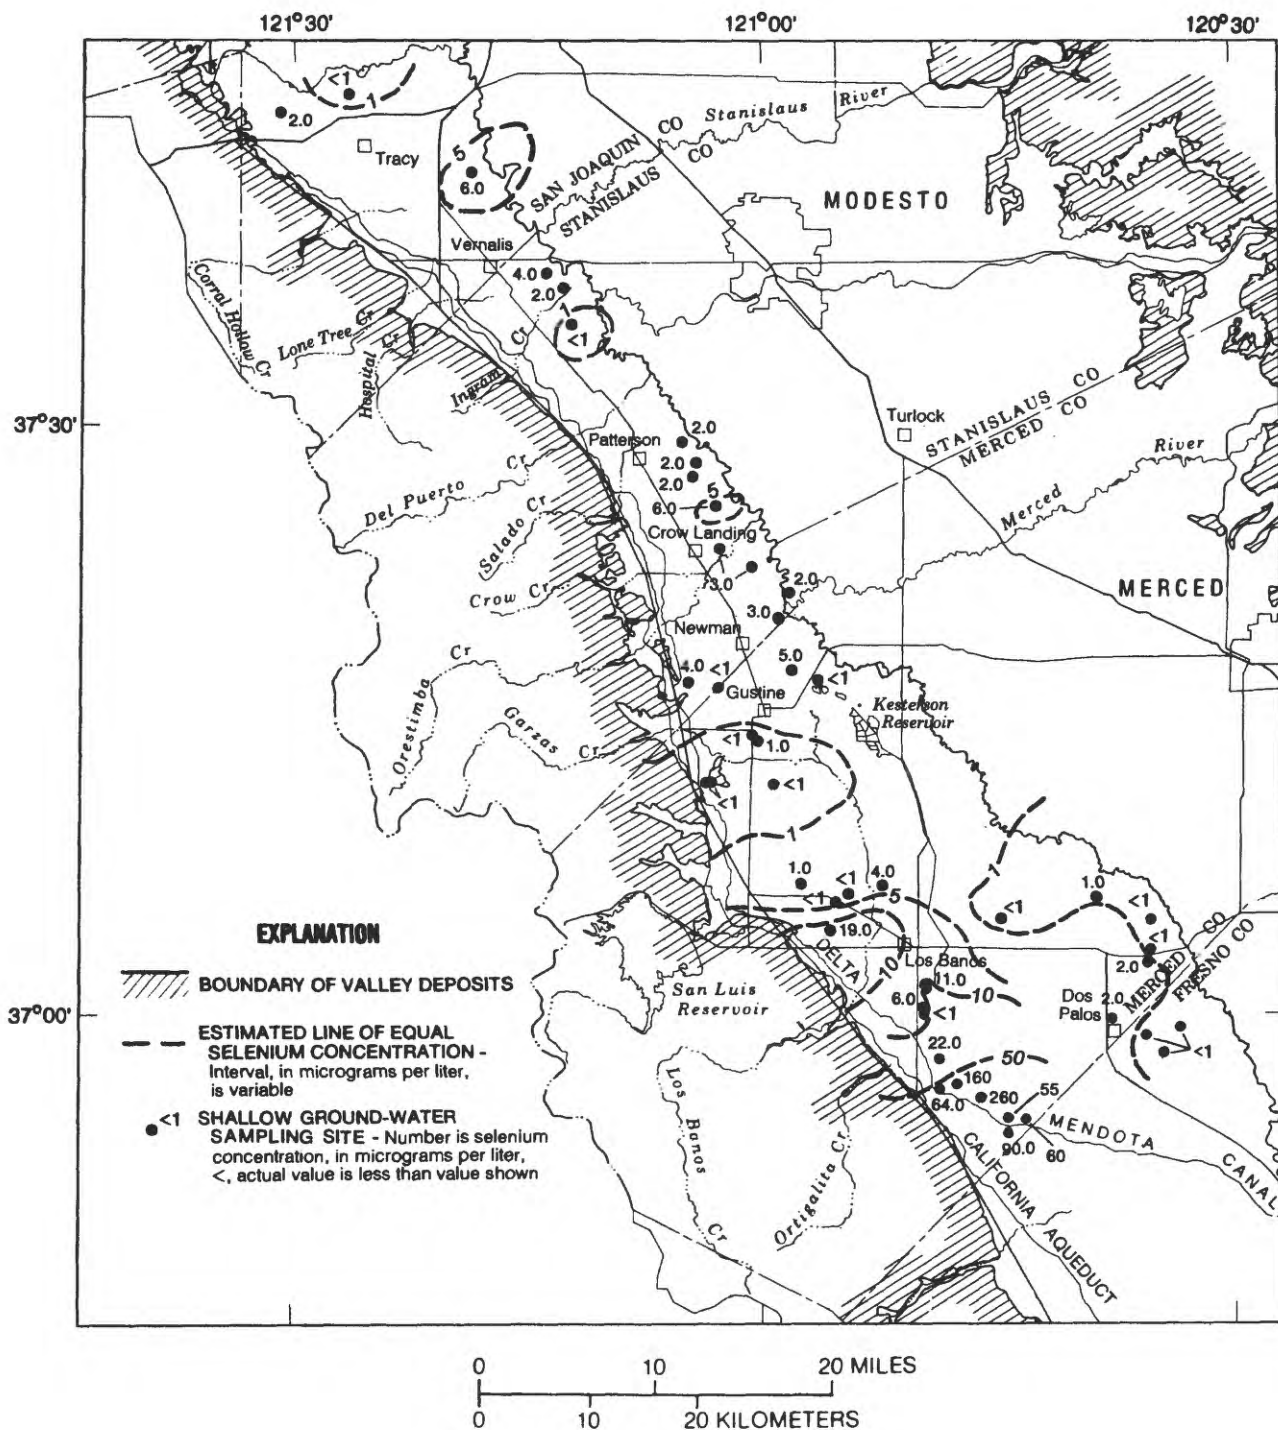 121°30'
121°00'
120°30'
<1
1
2.0
Tracy
5
6.0
SAN JOAQUIN CO
STANISLAUS CO
Stanislaus River
MODESTO
Vernalis
4.0
2.0
1
<1
Corral Hollow Cr
Lone Tree Cr
Hospital Cr
Ingram Cr
37°30'
Patterson
2.0
2.0
2.0
5
6.0
Turlock
STANISLAUS CO
MERCED CO
Merced River
Del Puerto Cr
Salado Cr
Crow Cr
Crow Landing
3.0
2.0
3.0
MERCED
Newman
5.0
4.0
<1
<1
Gustine
Kesterson
Reservoir
Orestimba Cr
Garzas Cr
<1
1.0
<1
<1
1
1.0
<1
<1
4.0
5
1
1.0
<1
<1
<1
2.0
19.0
DELTA
10
Los Banos
11.0
10
6.0
<1
MERCED CO
FRESNO CO
Dos
Palos
2.0
<1
San Luis
Reservoir
37°00'
22.0
50
160
64.0
260
55
60
90.0
MENDOTA CANAL
CALIFORNIA AQUEDUCT
Los Banos Cr
Ortigalita Cr
EXPLANATION
BOUNDARY OF VALLEY DEPOSITS
ESTIMATED LINE OF EQUAL
SELENIUM CONCENTRATION -
Interval, in micrograms per liter,
is variable
<1 SHALLOW GROUND-WATER
SAMPLING SITE - Number is selenium
concentration, in micrograms per liter,
<, actual value is less than value shown
0 10 20 MILES
0 10 20 KILOMETERS